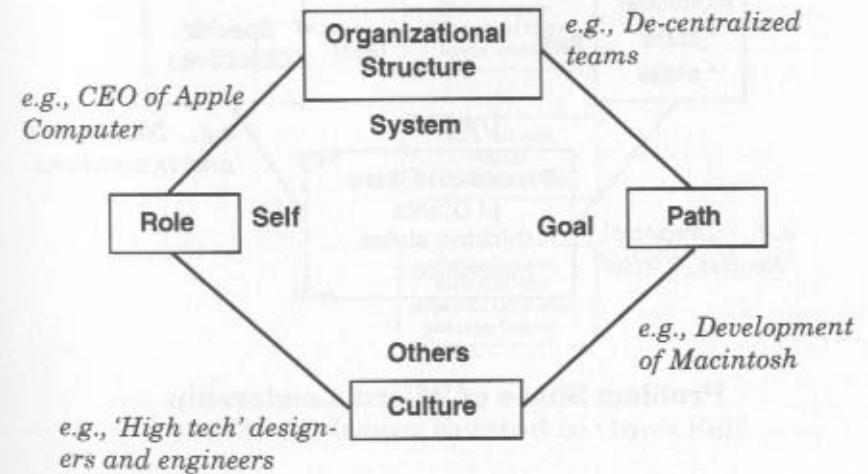 Organizational
Structure
e.g., De-centralized
teams
e.g., CEO of Apple
Computer
System
Role
Self
Goal
Path
e.g., Development
of Macintosh
Others
Culture
e.g., 'High tech' design-
ers and engineers